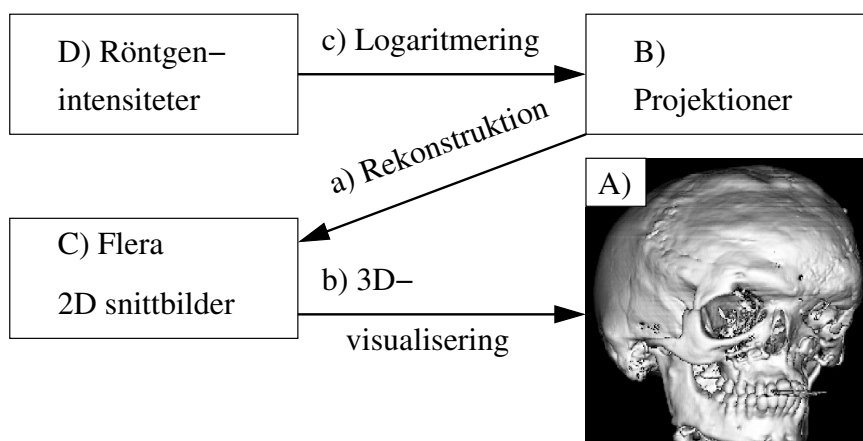 D) Röntgen−
intensiteter
c) Logaritmering
B)
Projektioner
a) Rekonstruktion
A)
C) Flera
2D snittbilder
b) 3D−
visualisering